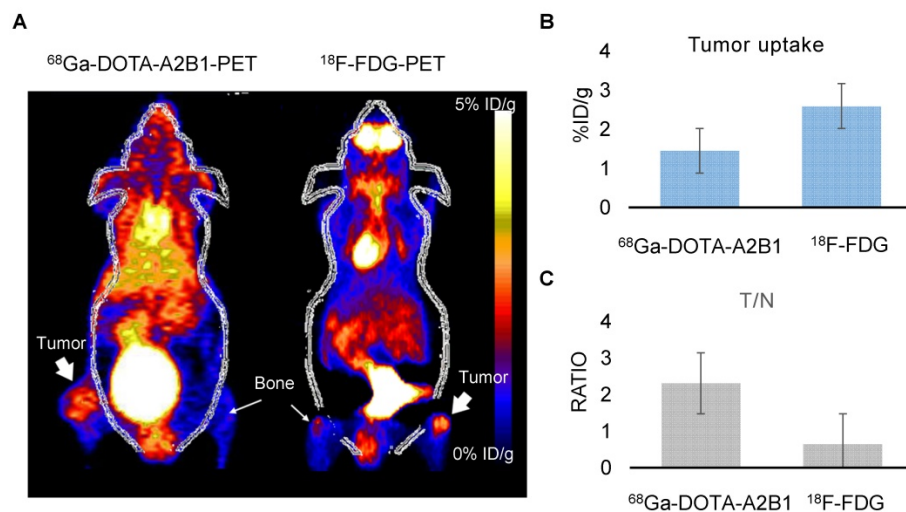 A
⁶⁸Ga-DOTA-A2B1-PET
¹⁸F-FDG-PET
5% ID/g
Tumor
Bone
Tumor
0% ID/g
B
Tumor uptake
%ID/g
4
3
2
1
0
⁶⁸Ga-DOTA-A2B1
¹⁸F-FDG
C
T/N
RATIO
4
3
2
1
0
⁶⁸Ga-DOTA-A2B1
¹⁸F-FDG